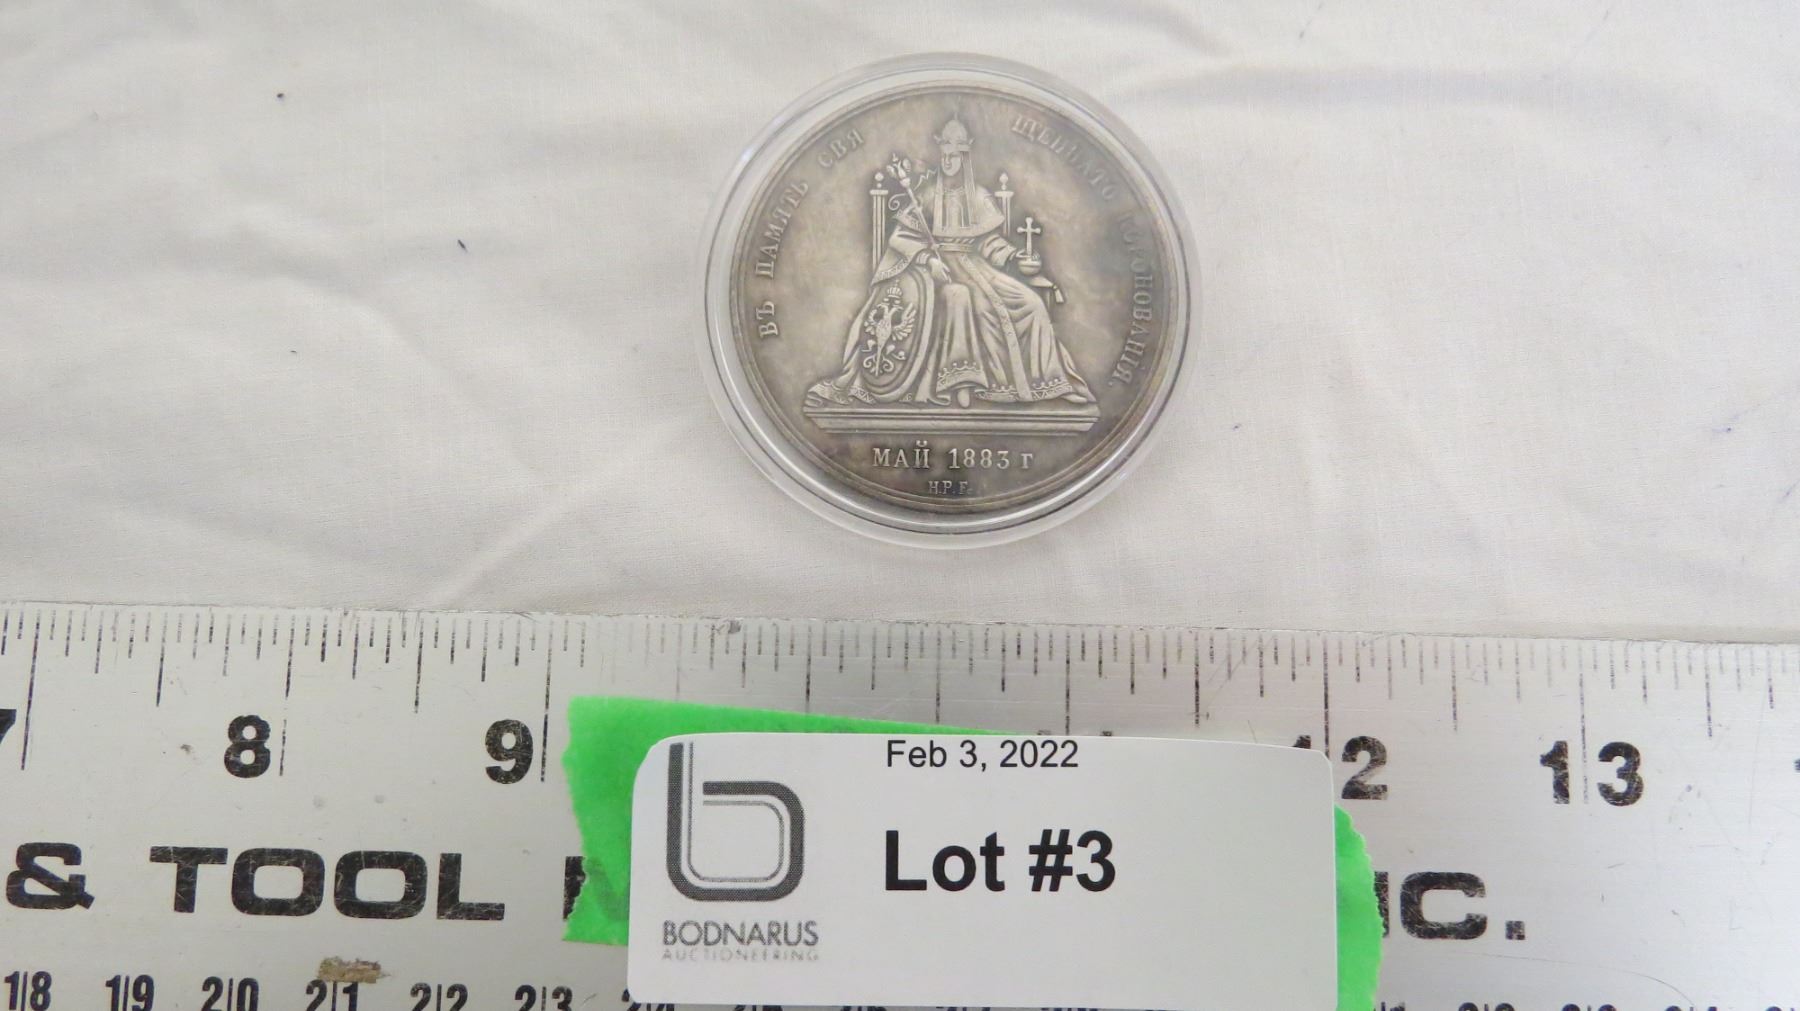 ВЪ ПАМЯТЬ СВЯ ЩЕННАГО КОРОНОВАНІЯ.
МАЙ 1883 г
H.P.F.
7 8 9 12 13
Feb 3, 2022
Lot #3
BODNARUS
AUCTIONEERING
& TOOL
C.
18 19 20 21 22 23